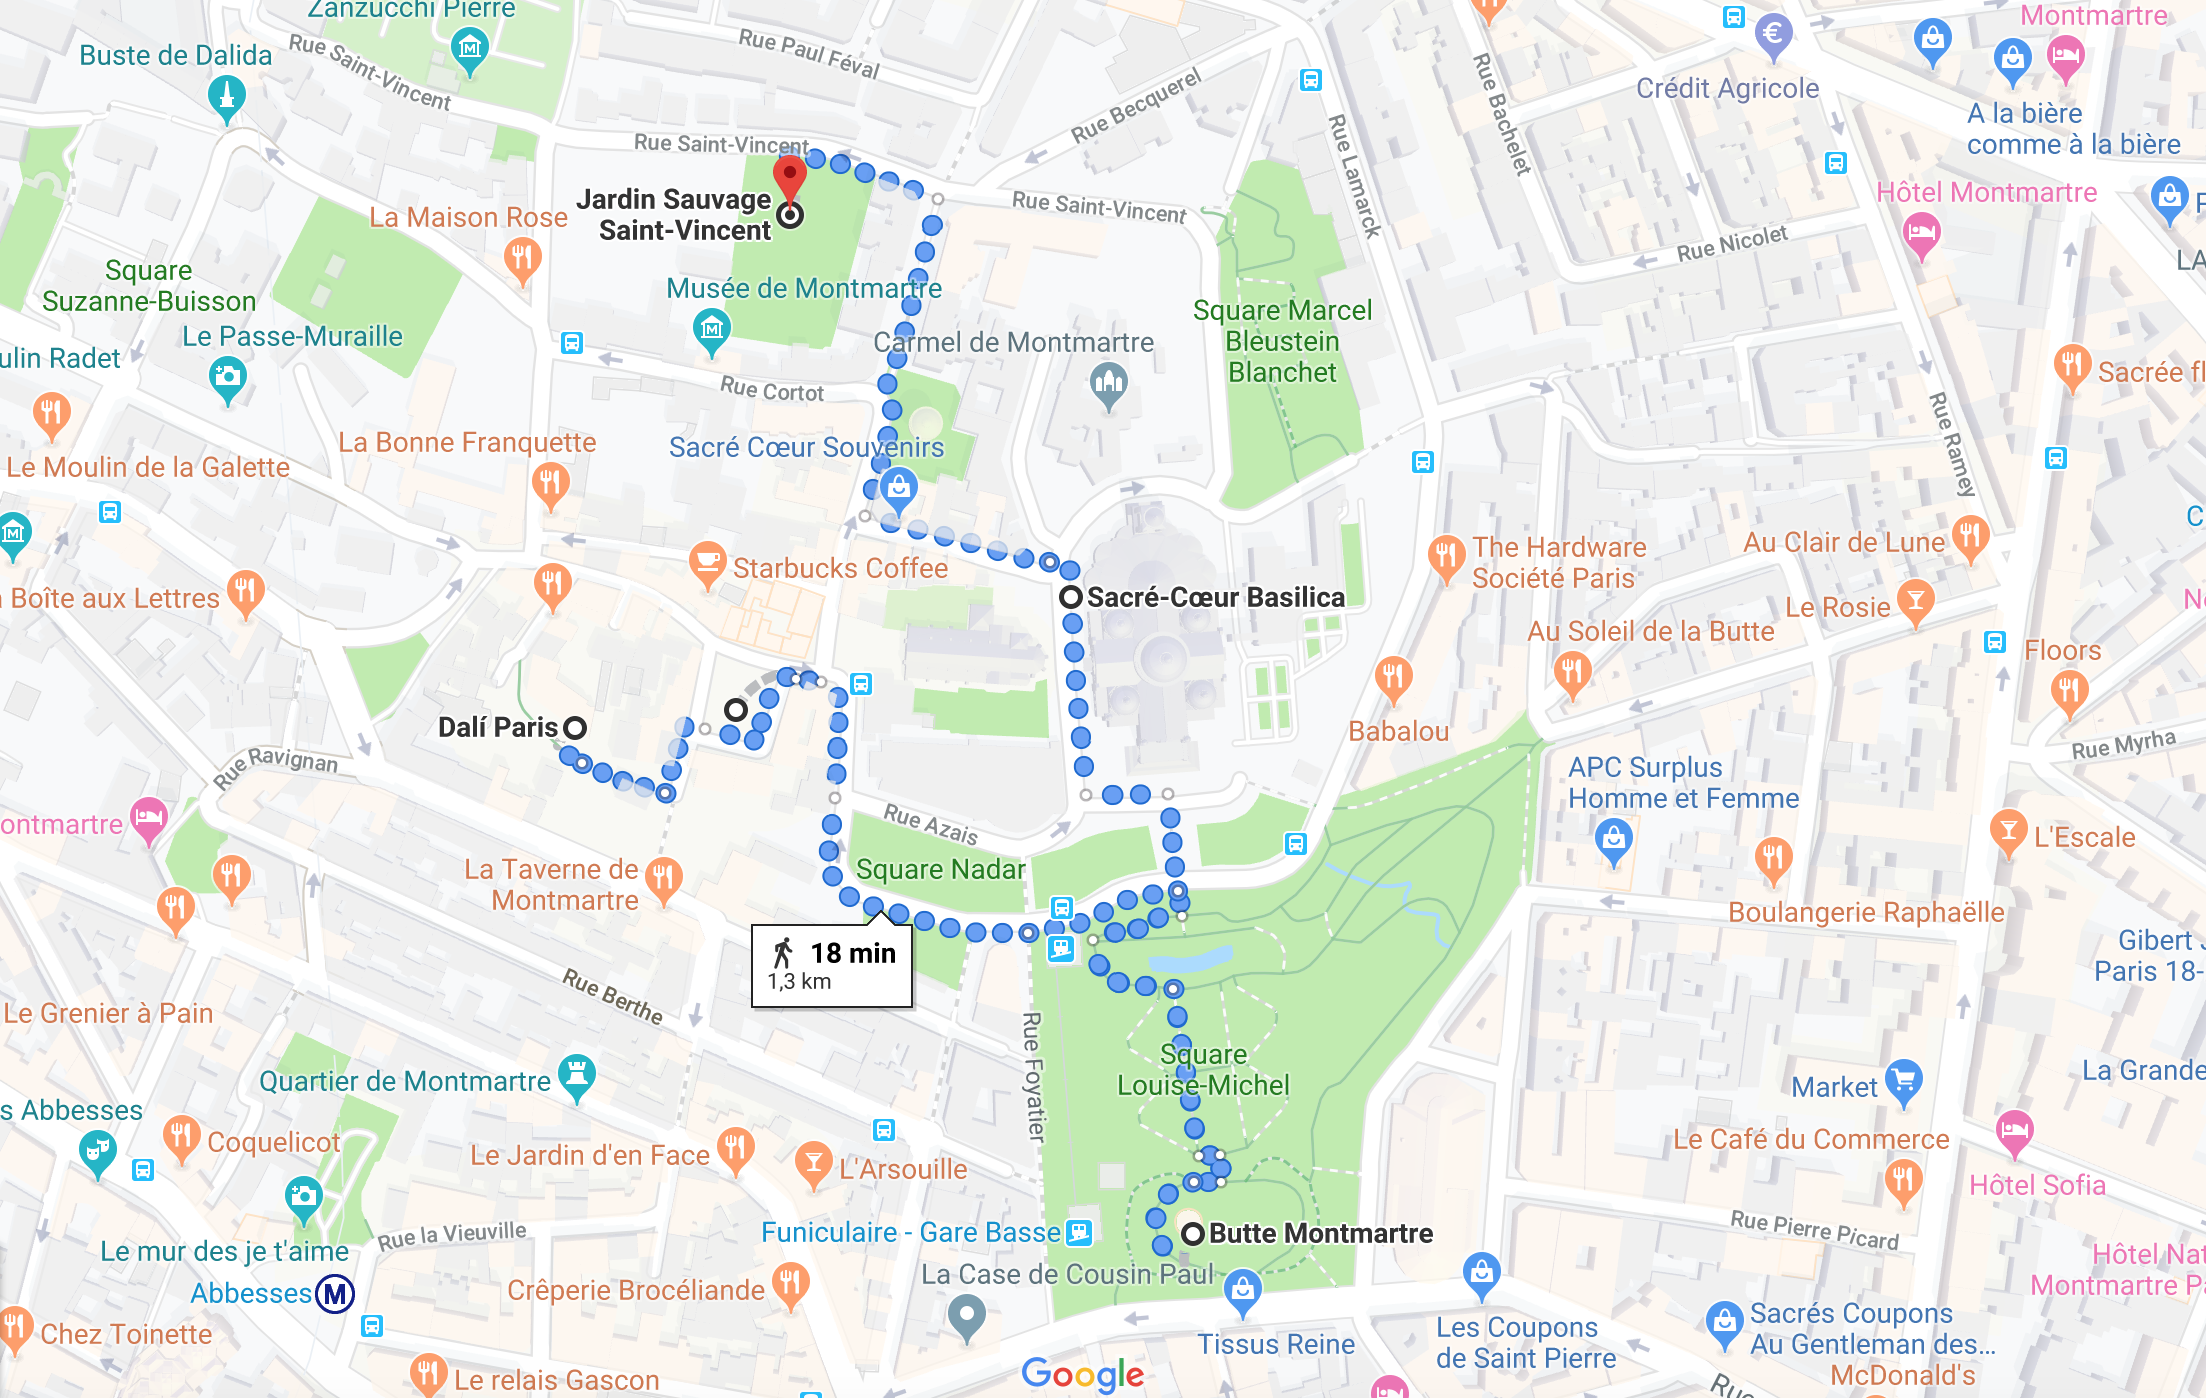 Zanzucchi Pierre
Buste de Dalida
Rue Saint-Vincent
Rue Paul Féval
Rue Becquerel
Rue Lamarck
Rue Bachelet
Crédit Agricole
Montmartre
A la bière
comme à la bière
Hôtel Montmartre
Rue Saint-Vincent
Jardin Sauvage
Saint-Vincent
La Maison Rose
Rue Saint-Vincent
Rue Nicolet
LA
Square
Suzanne-Buisson
Musée de Montmartre
Le Passe-Muraille
ulin Radet
Carmel de Montmartre
Square Marcel
Bleustein
Blanchet
Sacrée fl
Rue Cortot
Rue Ramey
La Bonne Franquette
Sacré Cœur Souvenirs
Le Moulin de la Galette
Starbucks Coffee
The Hardware
Société Paris
Au Clair de Lune
Boîte aux Lettres
Sacré-Cœur Basilica
Le Rosie
Au Soleil de la Butte
Floors
Dalí Paris
Babalou
Rue Myrha
Rue Ravignan
APC Surplus
Homme et Femme
ontmartre
Rue Azais
L'Escale
La Taverne de
Montmartre
Square Nadar
Boulangerie Raphaëlle
18 min
1,3 km
Gibert J
Paris 18-
Rue Berthe
Le Grenier à Pain
Rue Foyatier
Square
Louise-Michel
Quartier de Montmartre
Market
La Grande
s Abbesses
Coquelicot
Le Jardin d'en Face
L'Arsouille
Le Café du Commerce
Hôtel Sofia
Rue la Vieuville
Funiculaire - Gare Basse
Butte Montmartre
Rue Pierre Picard
Le mur des je t'aime
Abbesses
M
La Case de Cousin Paul
Hôtel Nat
Montmartre Pa
Crêperie Brocéliande
Chez Toinette
Tissus Reine
Les Coupons
de Saint Pierre
Sacrés Coupons
Au Gentleman des...
McDonald's
Le relais Gascon
Google
Rue